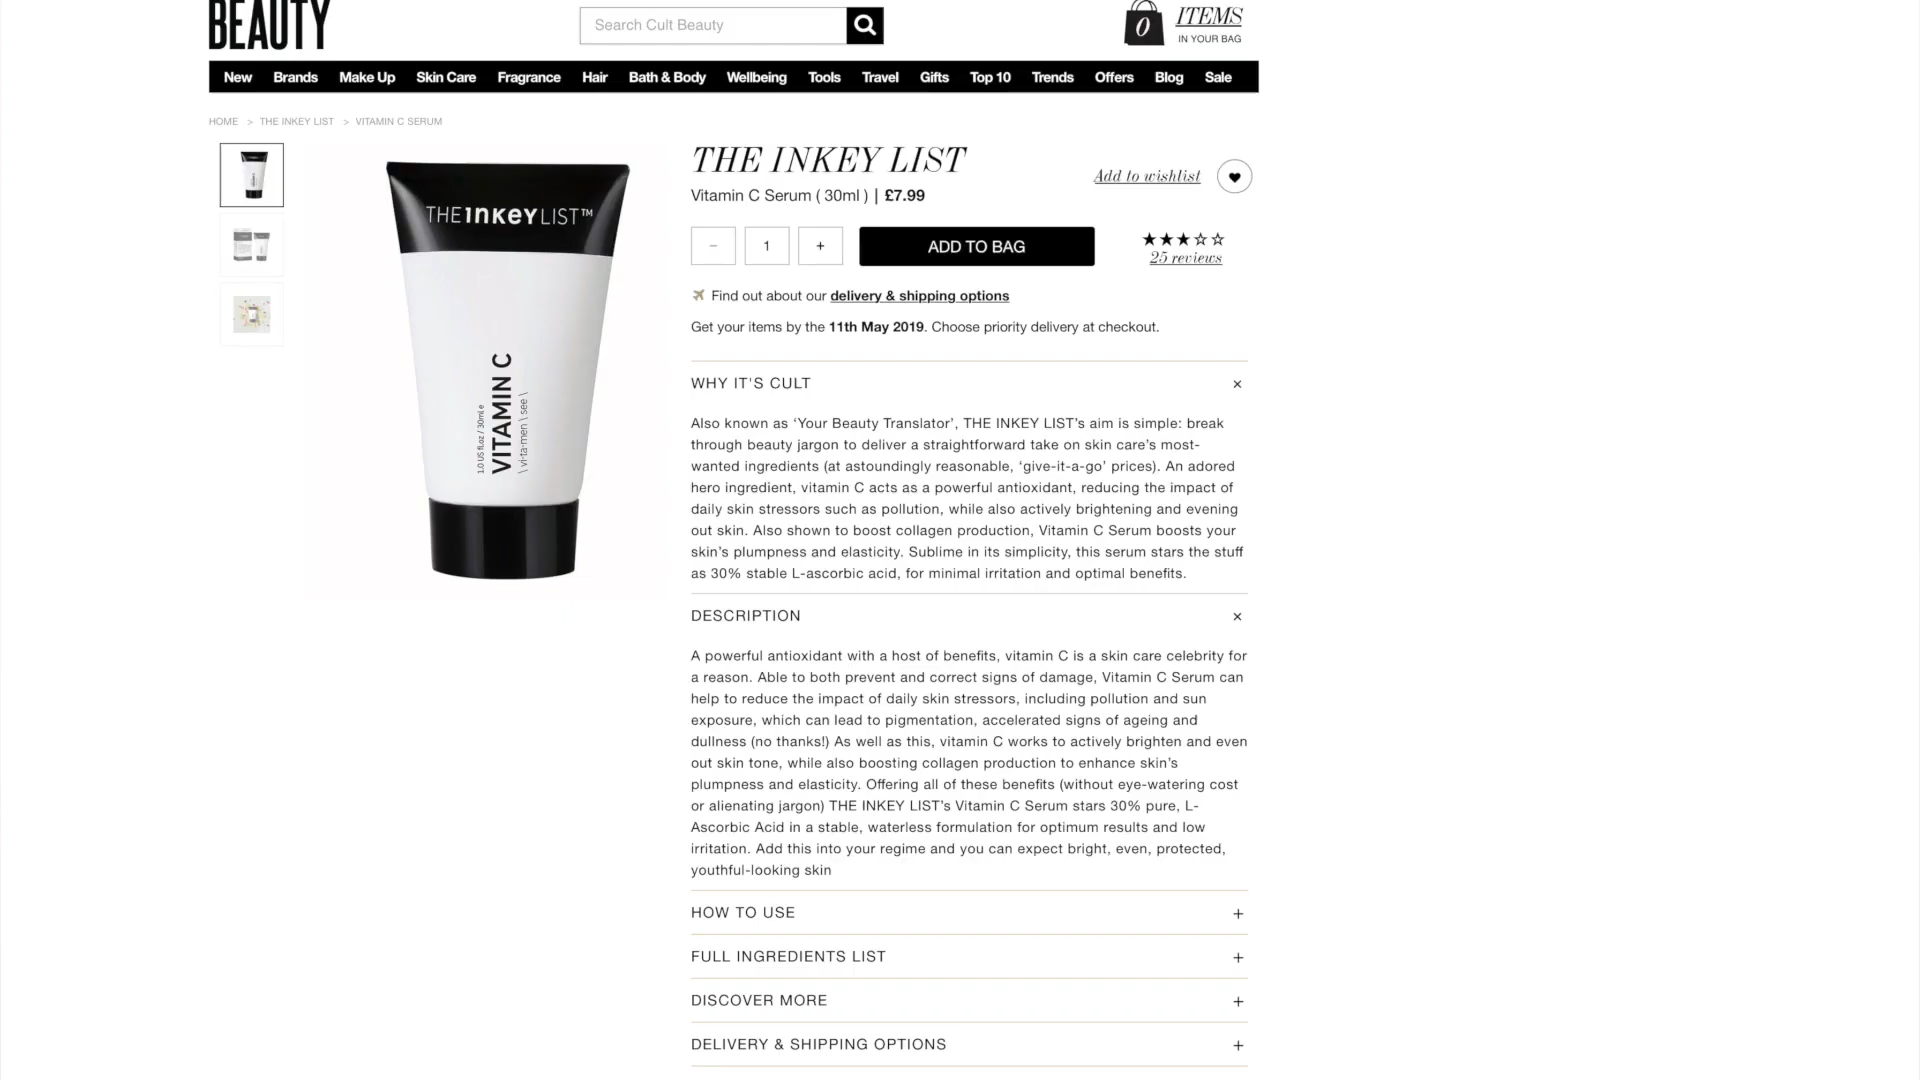 BEAUTY
Search Cult Beauty
0
ITEMS
IN YOUR BAG
New Brands Make Up Skin Care Fragrance Hair Bath & Body Wellbeing Tools Travel Gifts Top 10 Trends Offers Blog Sale
HOME > THE INKEY LIST > VITAMIN C SERUM
THE INKEY LIST™
VITAMIN C
\ vi·ta·men \ see \
1.0 US fl.oz / 30ml e
THE INKEY LIST
Add to wishlist
Vitamin C Serum ( 30ml ) | £7.99
− 1 + ADD TO BAG
25 reviews
Find out about our delivery & shipping options
Get your items by the 11th May 2019. Choose priority delivery at checkout.
WHY IT'S CULT ×
Also known as ‘Your Beauty Translator’, THE INKEY LIST’s aim is simple: break
through beauty jargon to deliver a straightforward take on skin care’s most-
wanted ingredients (at astoundingly reasonable, ‘give-it-a-go’ prices). An adored
hero ingredient, vitamin C acts as a powerful antioxidant, reducing the impact of
daily skin stressors such as pollution, while also actively brightening and evening
out skin. Also shown to boost collagen production, Vitamin C Serum boosts your
skin’s plumpness and elasticity. Sublime in its simplicity, this serum stars the stuff
as 30% stable L-ascorbic acid, for minimal irritation and optimal benefits.
DESCRIPTION ×
A powerful antioxidant with a host of benefits, vitamin C is a skin care celebrity for
a reason. Able to both prevent and correct signs of damage, Vitamin C Serum can
help to reduce the impact of daily skin stressors, including pollution and sun
exposure, which can lead to pigmentation, accelerated signs of ageing and
dullness (no thanks!) As well as this, vitamin C works to actively brighten and even
out skin tone, while also boosting collagen production to enhance skin’s
plumpness and elasticity. Offering all of these benefits (without eye-watering cost
or alienating jargon) THE INKEY LIST’s Vitamin C Serum stars 30% pure, L-
Ascorbic Acid in a stable, waterless formulation for optimum results and low
irritation. Add this into your regime and you can expect bright, even, protected,
youthful-looking skin
HOW TO USE +
FULL INGREDIENTS LIST +
DISCOVER MORE +
DELIVERY & SHIPPING OPTIONS +